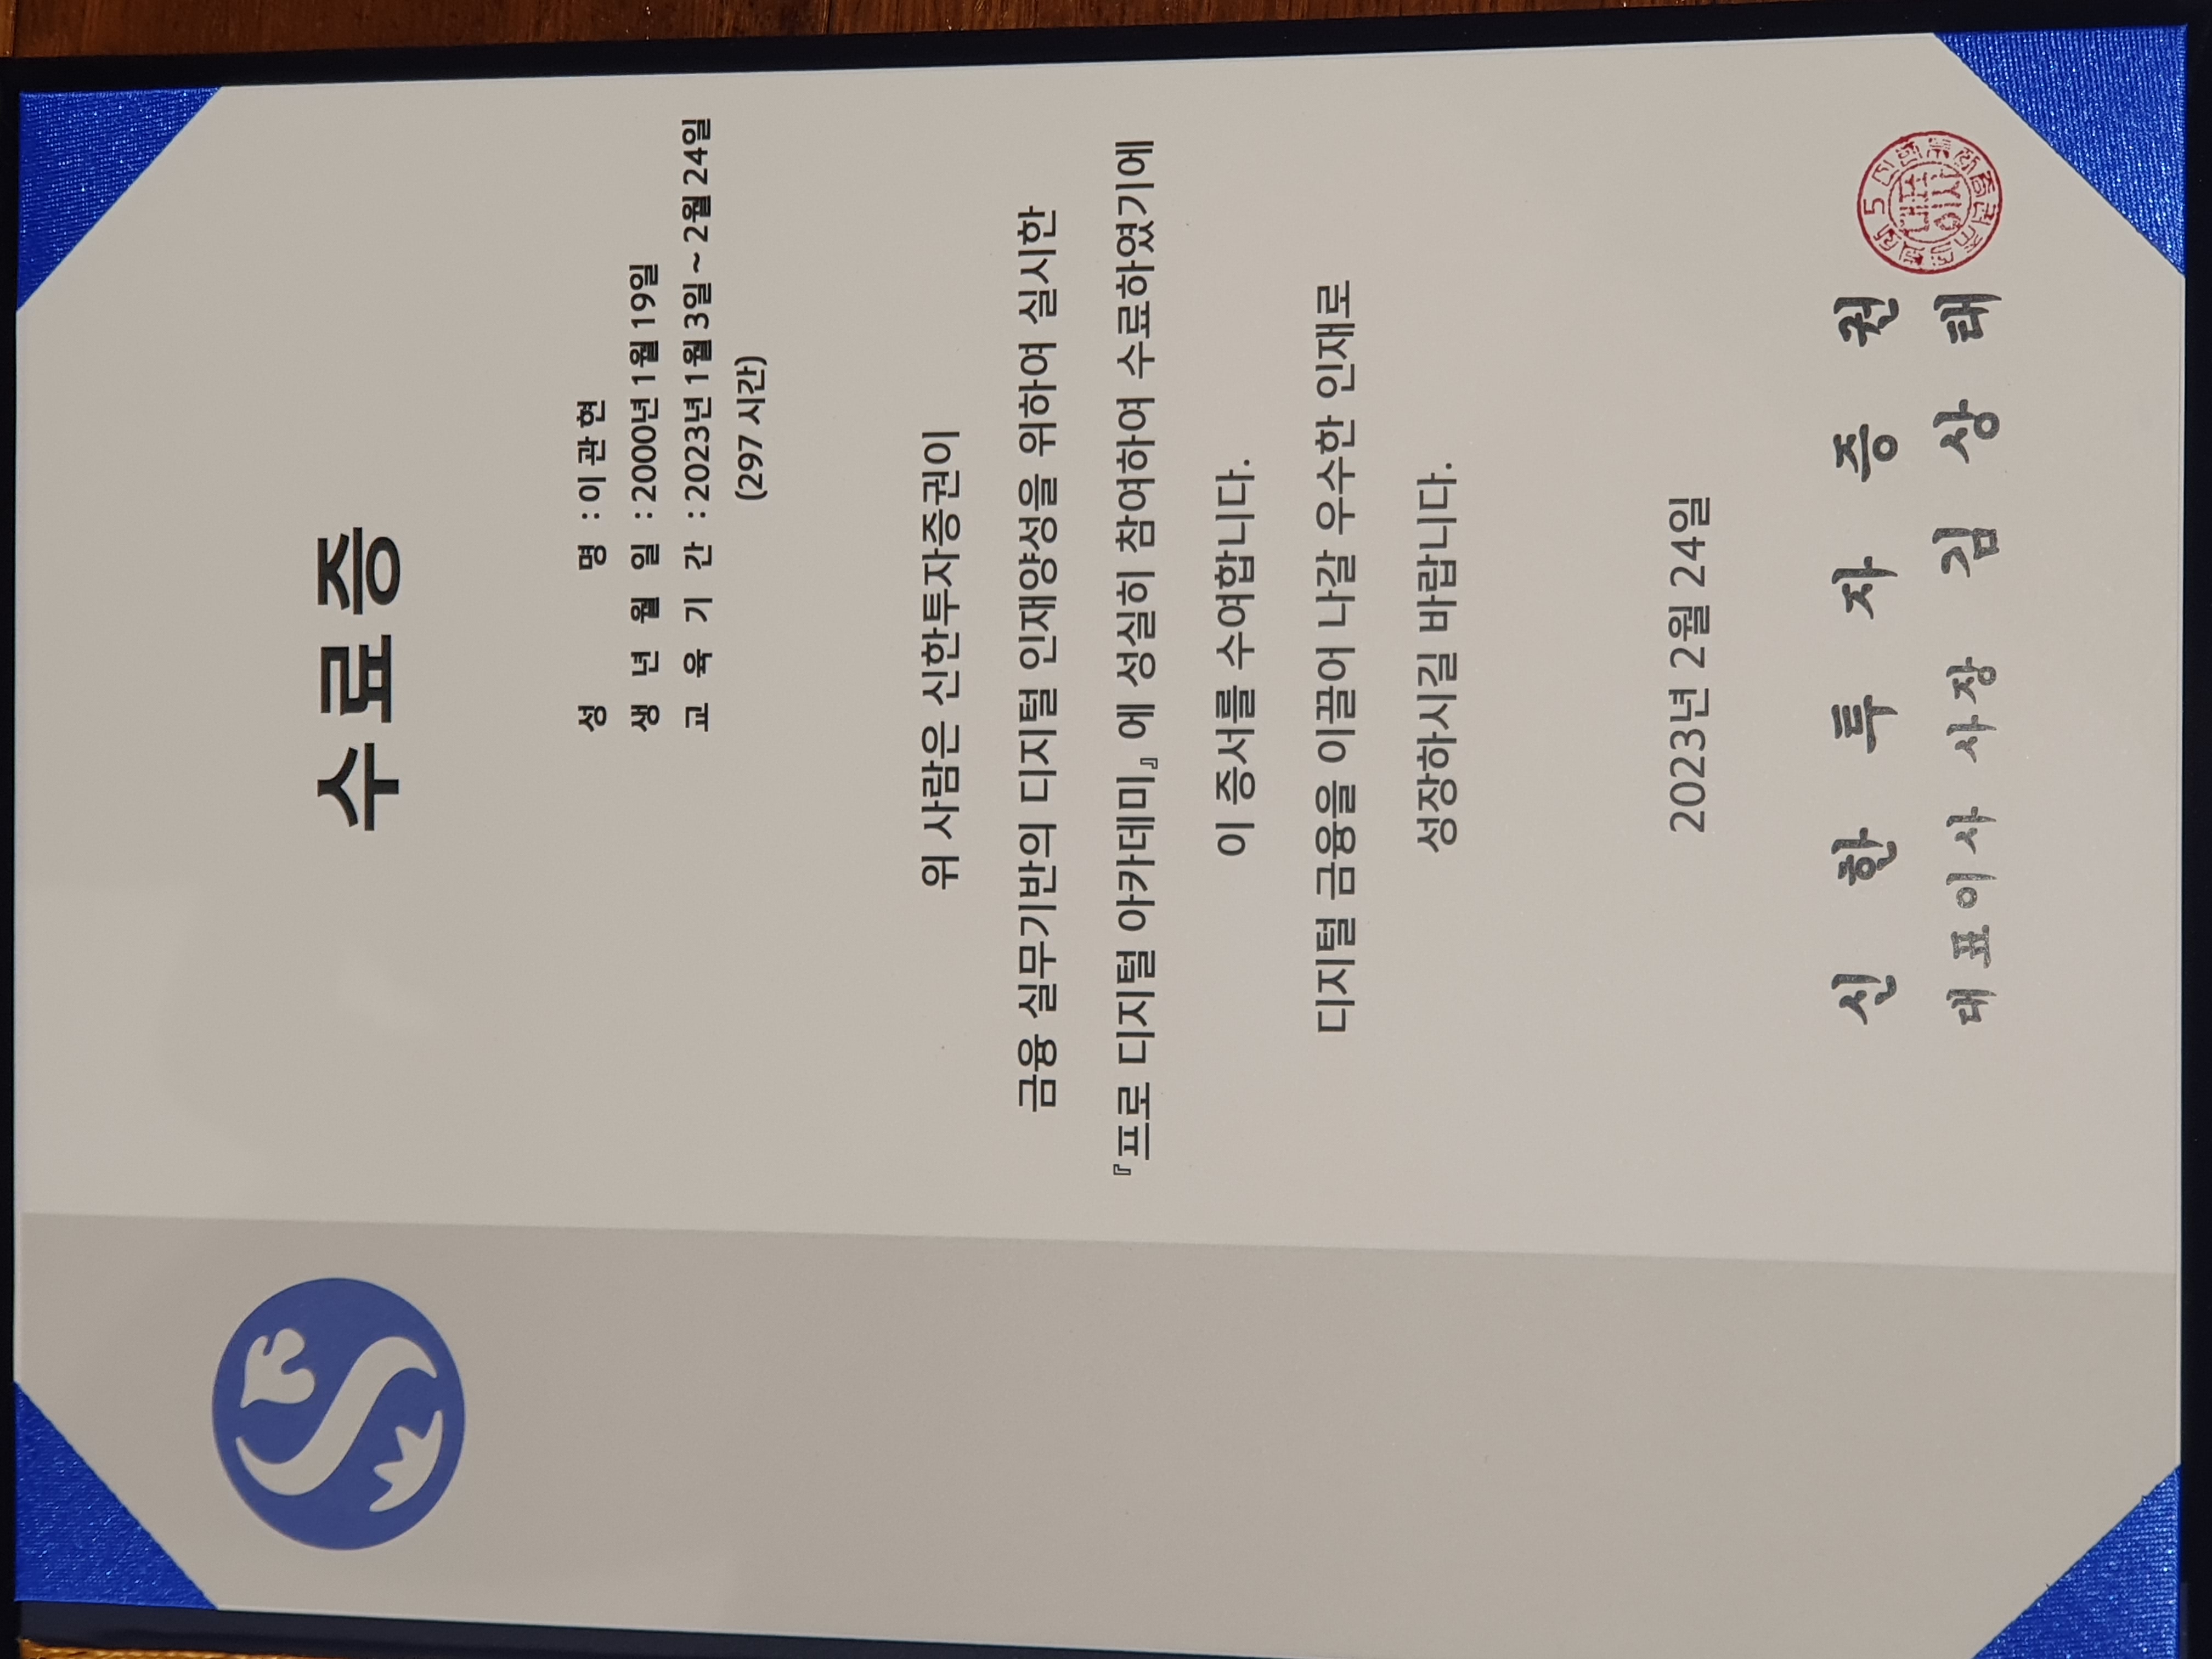 수료증
성 명 : 이 관 현
생 년 월 일 : 2000년 1월 19일
교 육 기 간 : 2023년 1월 3일 ~ 2월 24일
(297 시간)
위 사람은 신한투자증권이
금융 실무기반의 디지털 인재양성을 위하여 실시한
『프로 디지털 아카데미』 에 성실히 참여하여 수료하였기에
이 증서를 수여합니다.
디지털 금융을 이끌어 나갈 우수한 인재로
성장하시길 바랍니다.
2023년 2월 24일
신 한 투 자 증 권
대표이사 사장 김 상 태
대표
이사